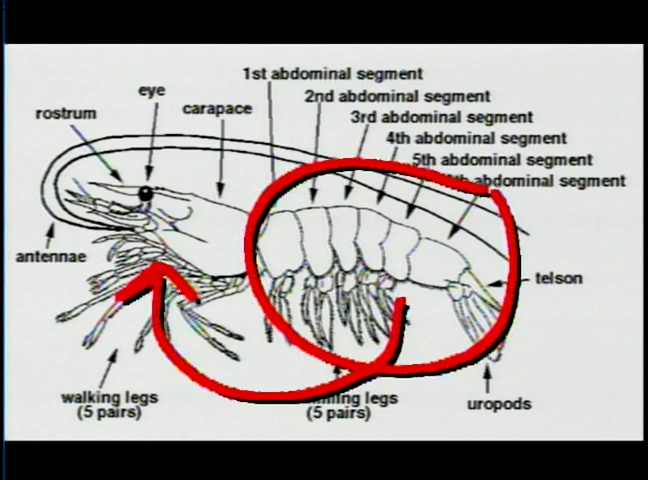 1st abdominal segment
2nd abdominal segment
3rd abdominal segment
4th abdominal segment
5th abdominal segment
abdominal segment
eye
carapace
rostrum
antennae
telson
walking legs
(5 pairs)
legs
(5 pairs)
uropods